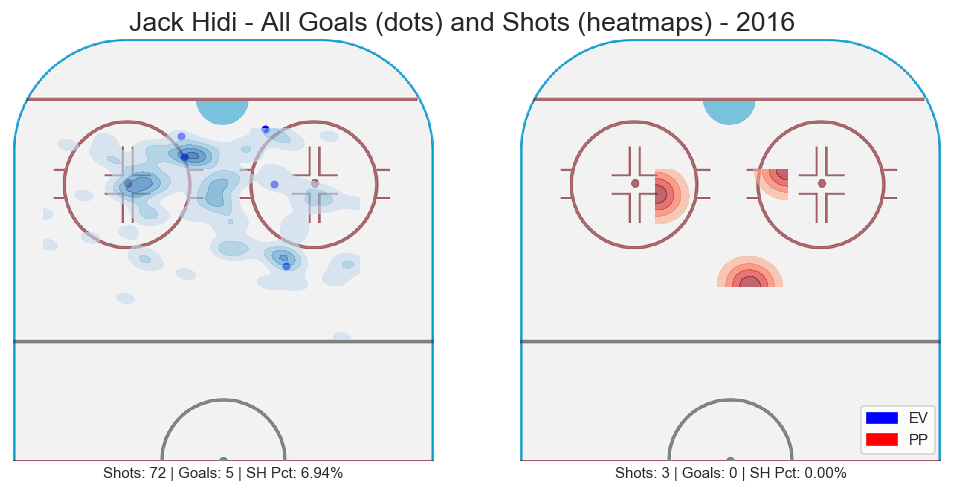 Jack Hidi - All Goals (dots) and Shots (heatmaps) - 2016
EV
PP
Shots: 72 | Goals: 5 | SH Pct: 6.94%
Shots: 3 | Goals: 0 | SH Pct: 0.00%